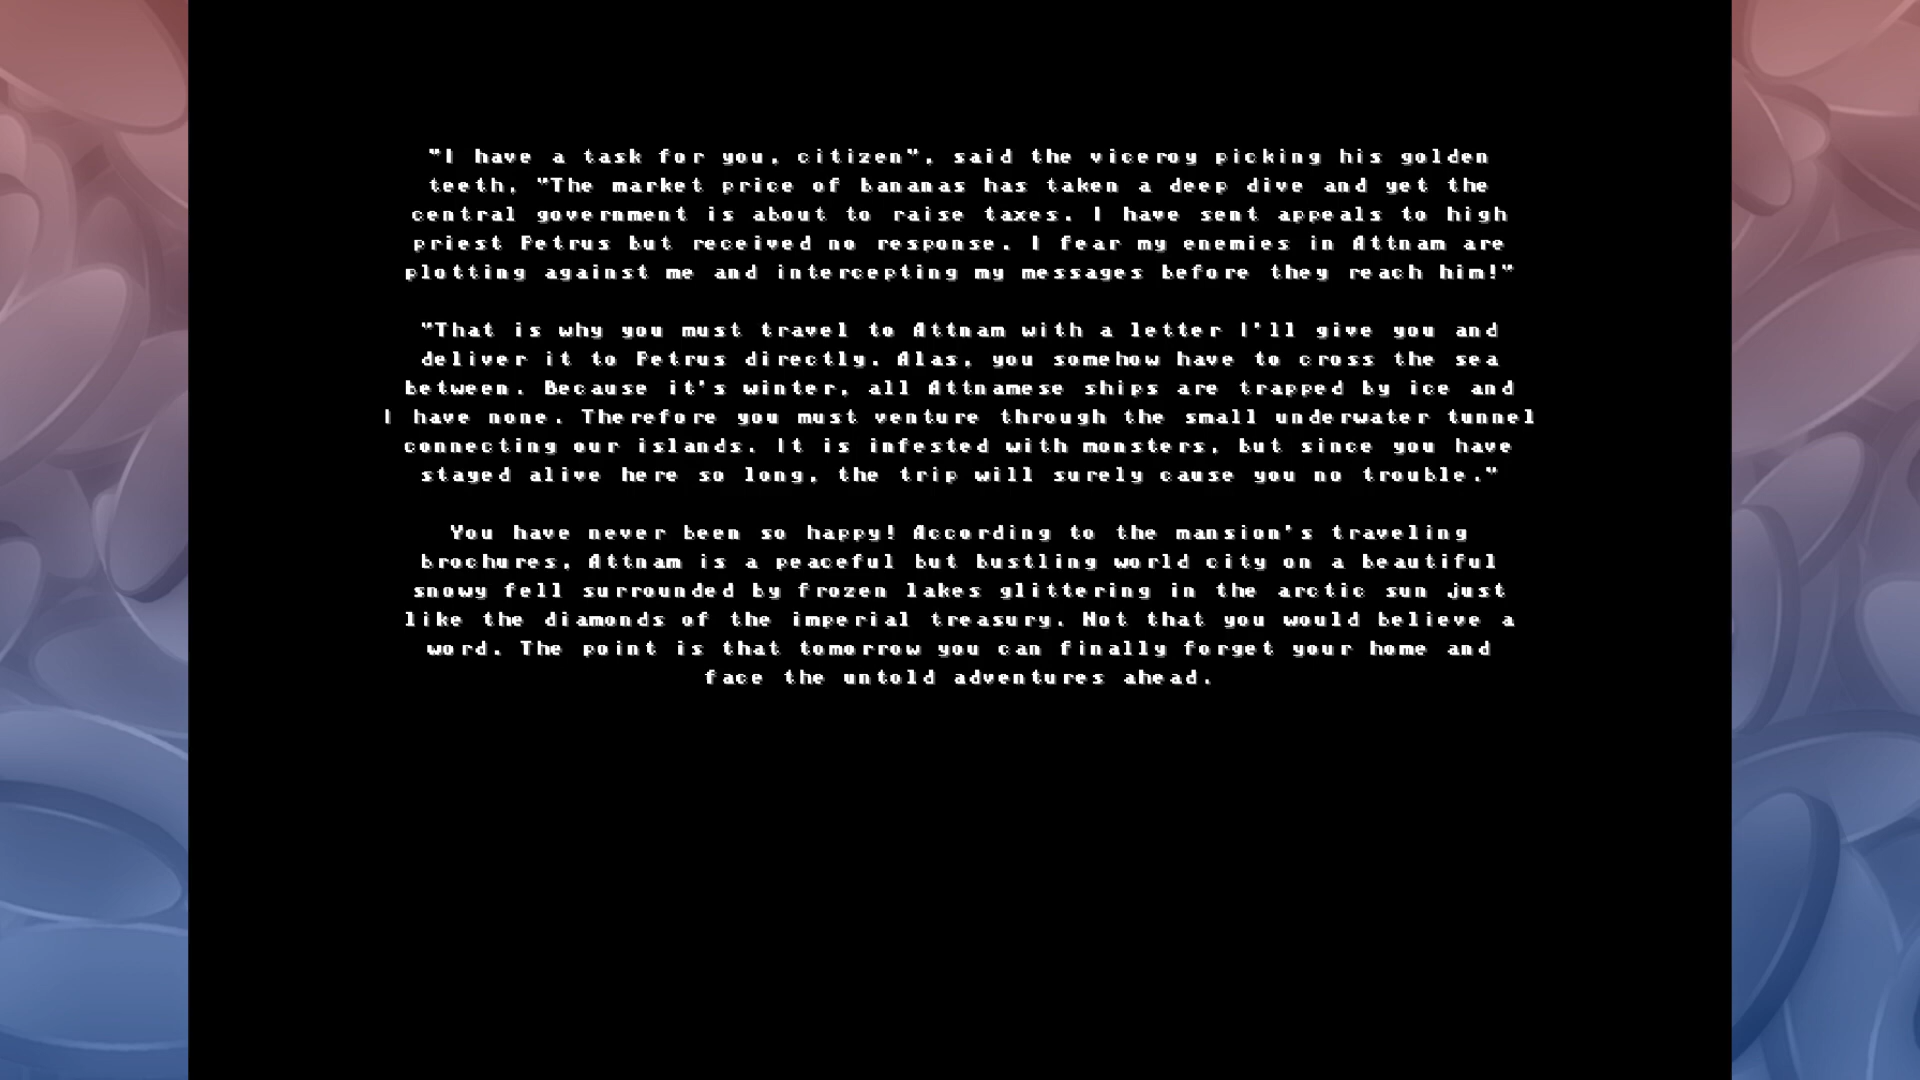 "I have a task for you, citizen", said the viceroy picking his golden
teeth, "The market price of bananas has taken a deep dive and yet the
central government is about to raise taxes. I have sent appeals to high
priest Petrus but received no response. I fear my enemies in Attnam are
plotting against me and intercepting my messages before they reach him!"
"That is why you must travel to Attnam with a letter I'll give you and
deliver it to Petrus directly. Alas, you somehow have to cross the sea
between. Because it's winter, all Attnamese ships are trapped by ice and
I have none. Therefore you must venture through the small underwater tunnel
connecting our islands. It is infested with monsters, but since you have
stayed alive here so long, the trip will surely cause you no trouble."
You have never been so happy! According to the mansion's traveling
brochures, Attnam is a peaceful but bustling world city on a beautiful
snowy fell surrounded by frozen lakes glittering in the arctic sun just
like the diamonds of the imperial treasury. Not that you would believe a
word. The point is that tomorrow you can finally forget your home and
face the untold adventures ahead.